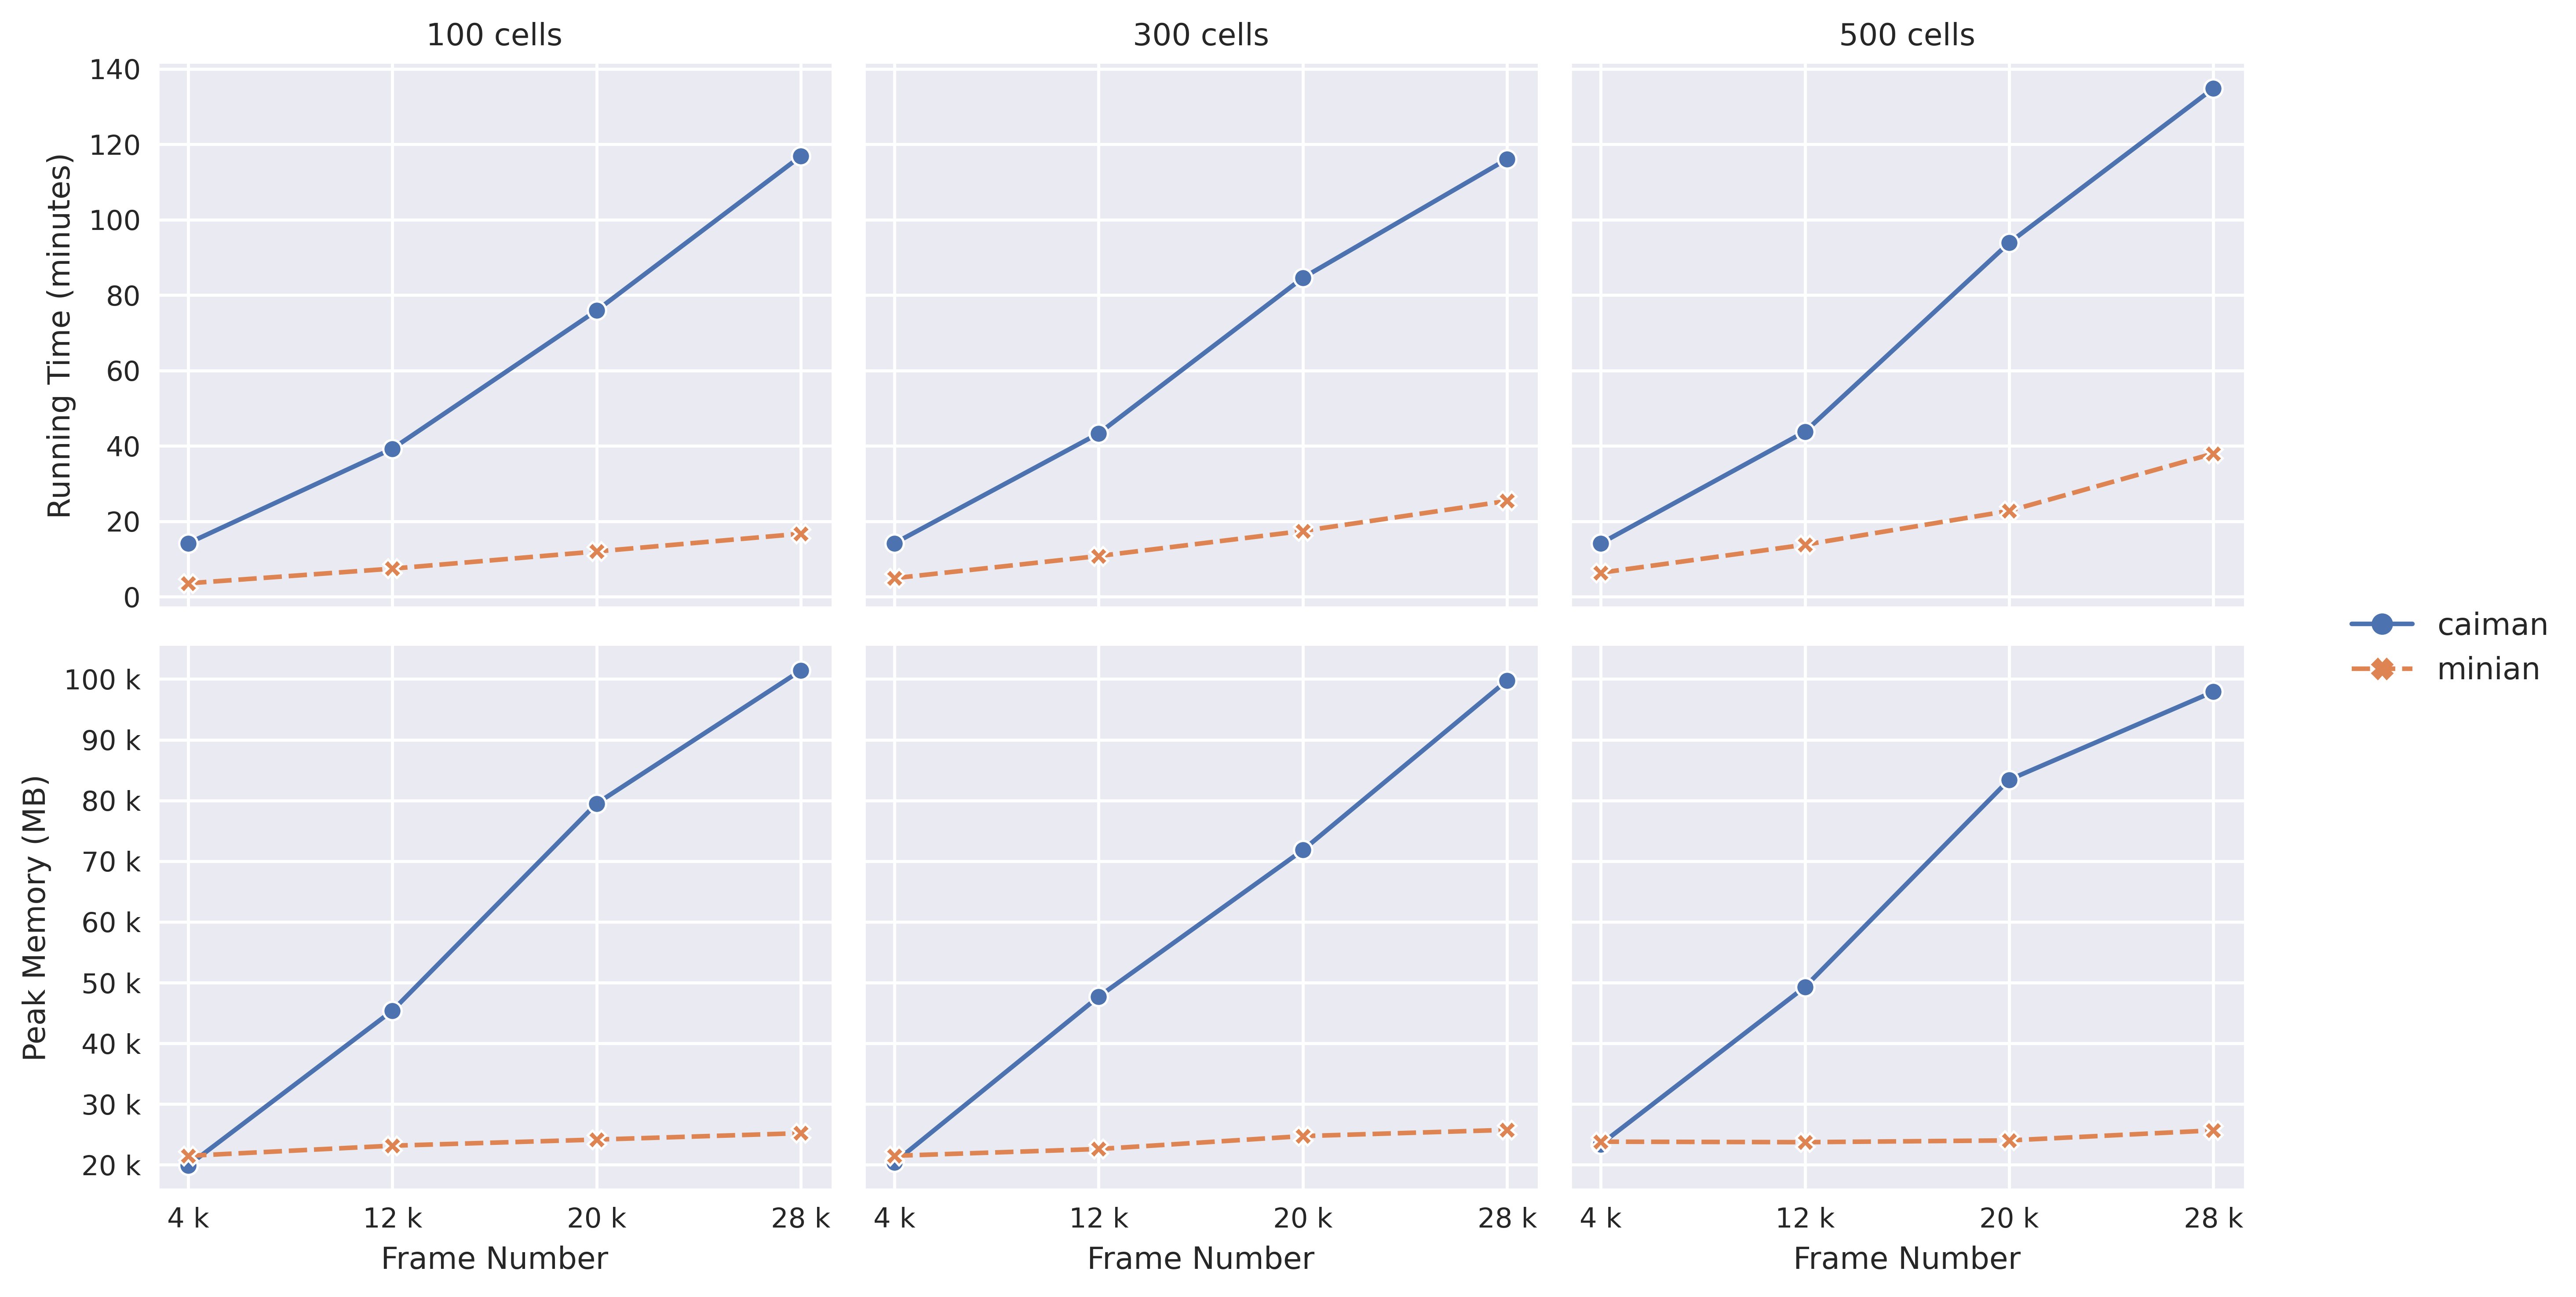 100 cells
300 cells
500 cells
140
120
100
80
60
40
20
0
Running Time (minutes)
100 k
90 k
80 k
70 k
60 k
50 k
40 k
30 k
20 k
Peak Memory (MB)
4 k 12 k 20 k 28 k
4 k 12 k 20 k 28 k
4 k 12 k 20 k 28 k
Frame Number
Frame Number
Frame Number
caiman
minian